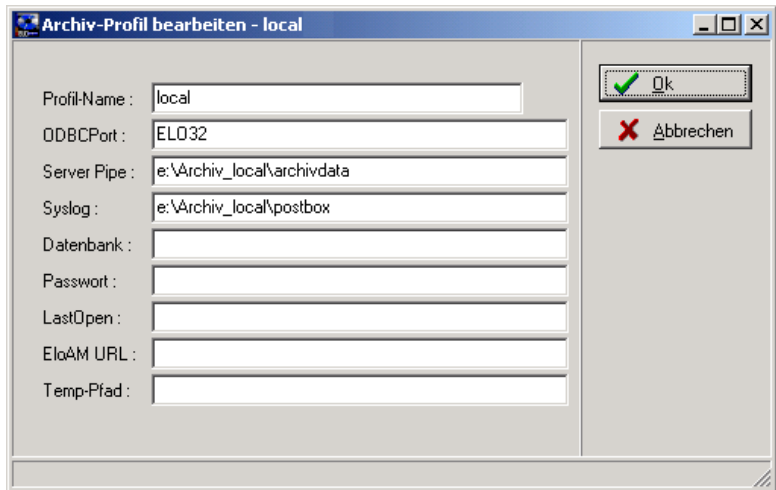 Archiv-Profil bearbeiten - local
Profil-Name : local
ODBCPort : ELO32
Server Pipe : e:\Archiv_local\archivdata
Syslog : e:\Archiv_local\postbox
Datenbank :
Passwort :
LastOpen :
EloAM URL :
Temp-Pfad :
Ok
Abbrechen